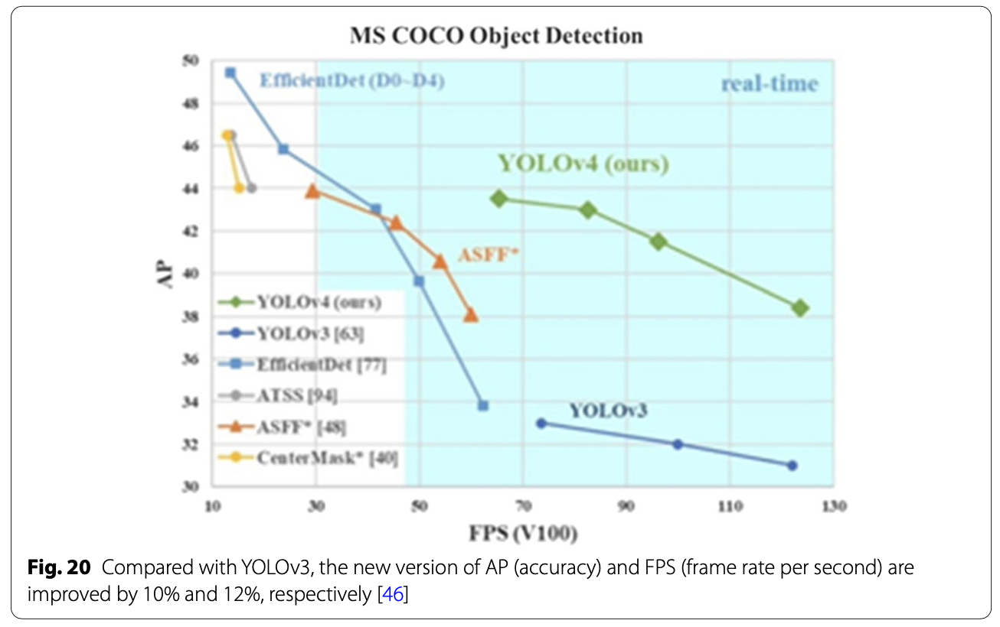 MS COCO Object Detection
50
EfficientDet (D0~D4)
real-time
48
46
YOLOv4 (ours)
44
42
ASFF*
AP
40
YOLOv4 (ours)
38
YOLOv3 [63]
36
EfficientDet [77]
ATSS [94]
34
YOLOv3
ASFF* [48]
32
CenterMask* [40]
30
10 30 50 70 90 110 130
FPS (V100)
Fig. 20 Compared with YOLOv3, the new version of AP (accuracy) and FPS (frame rate per second) are
improved by 10% and 12%, respectively [46]